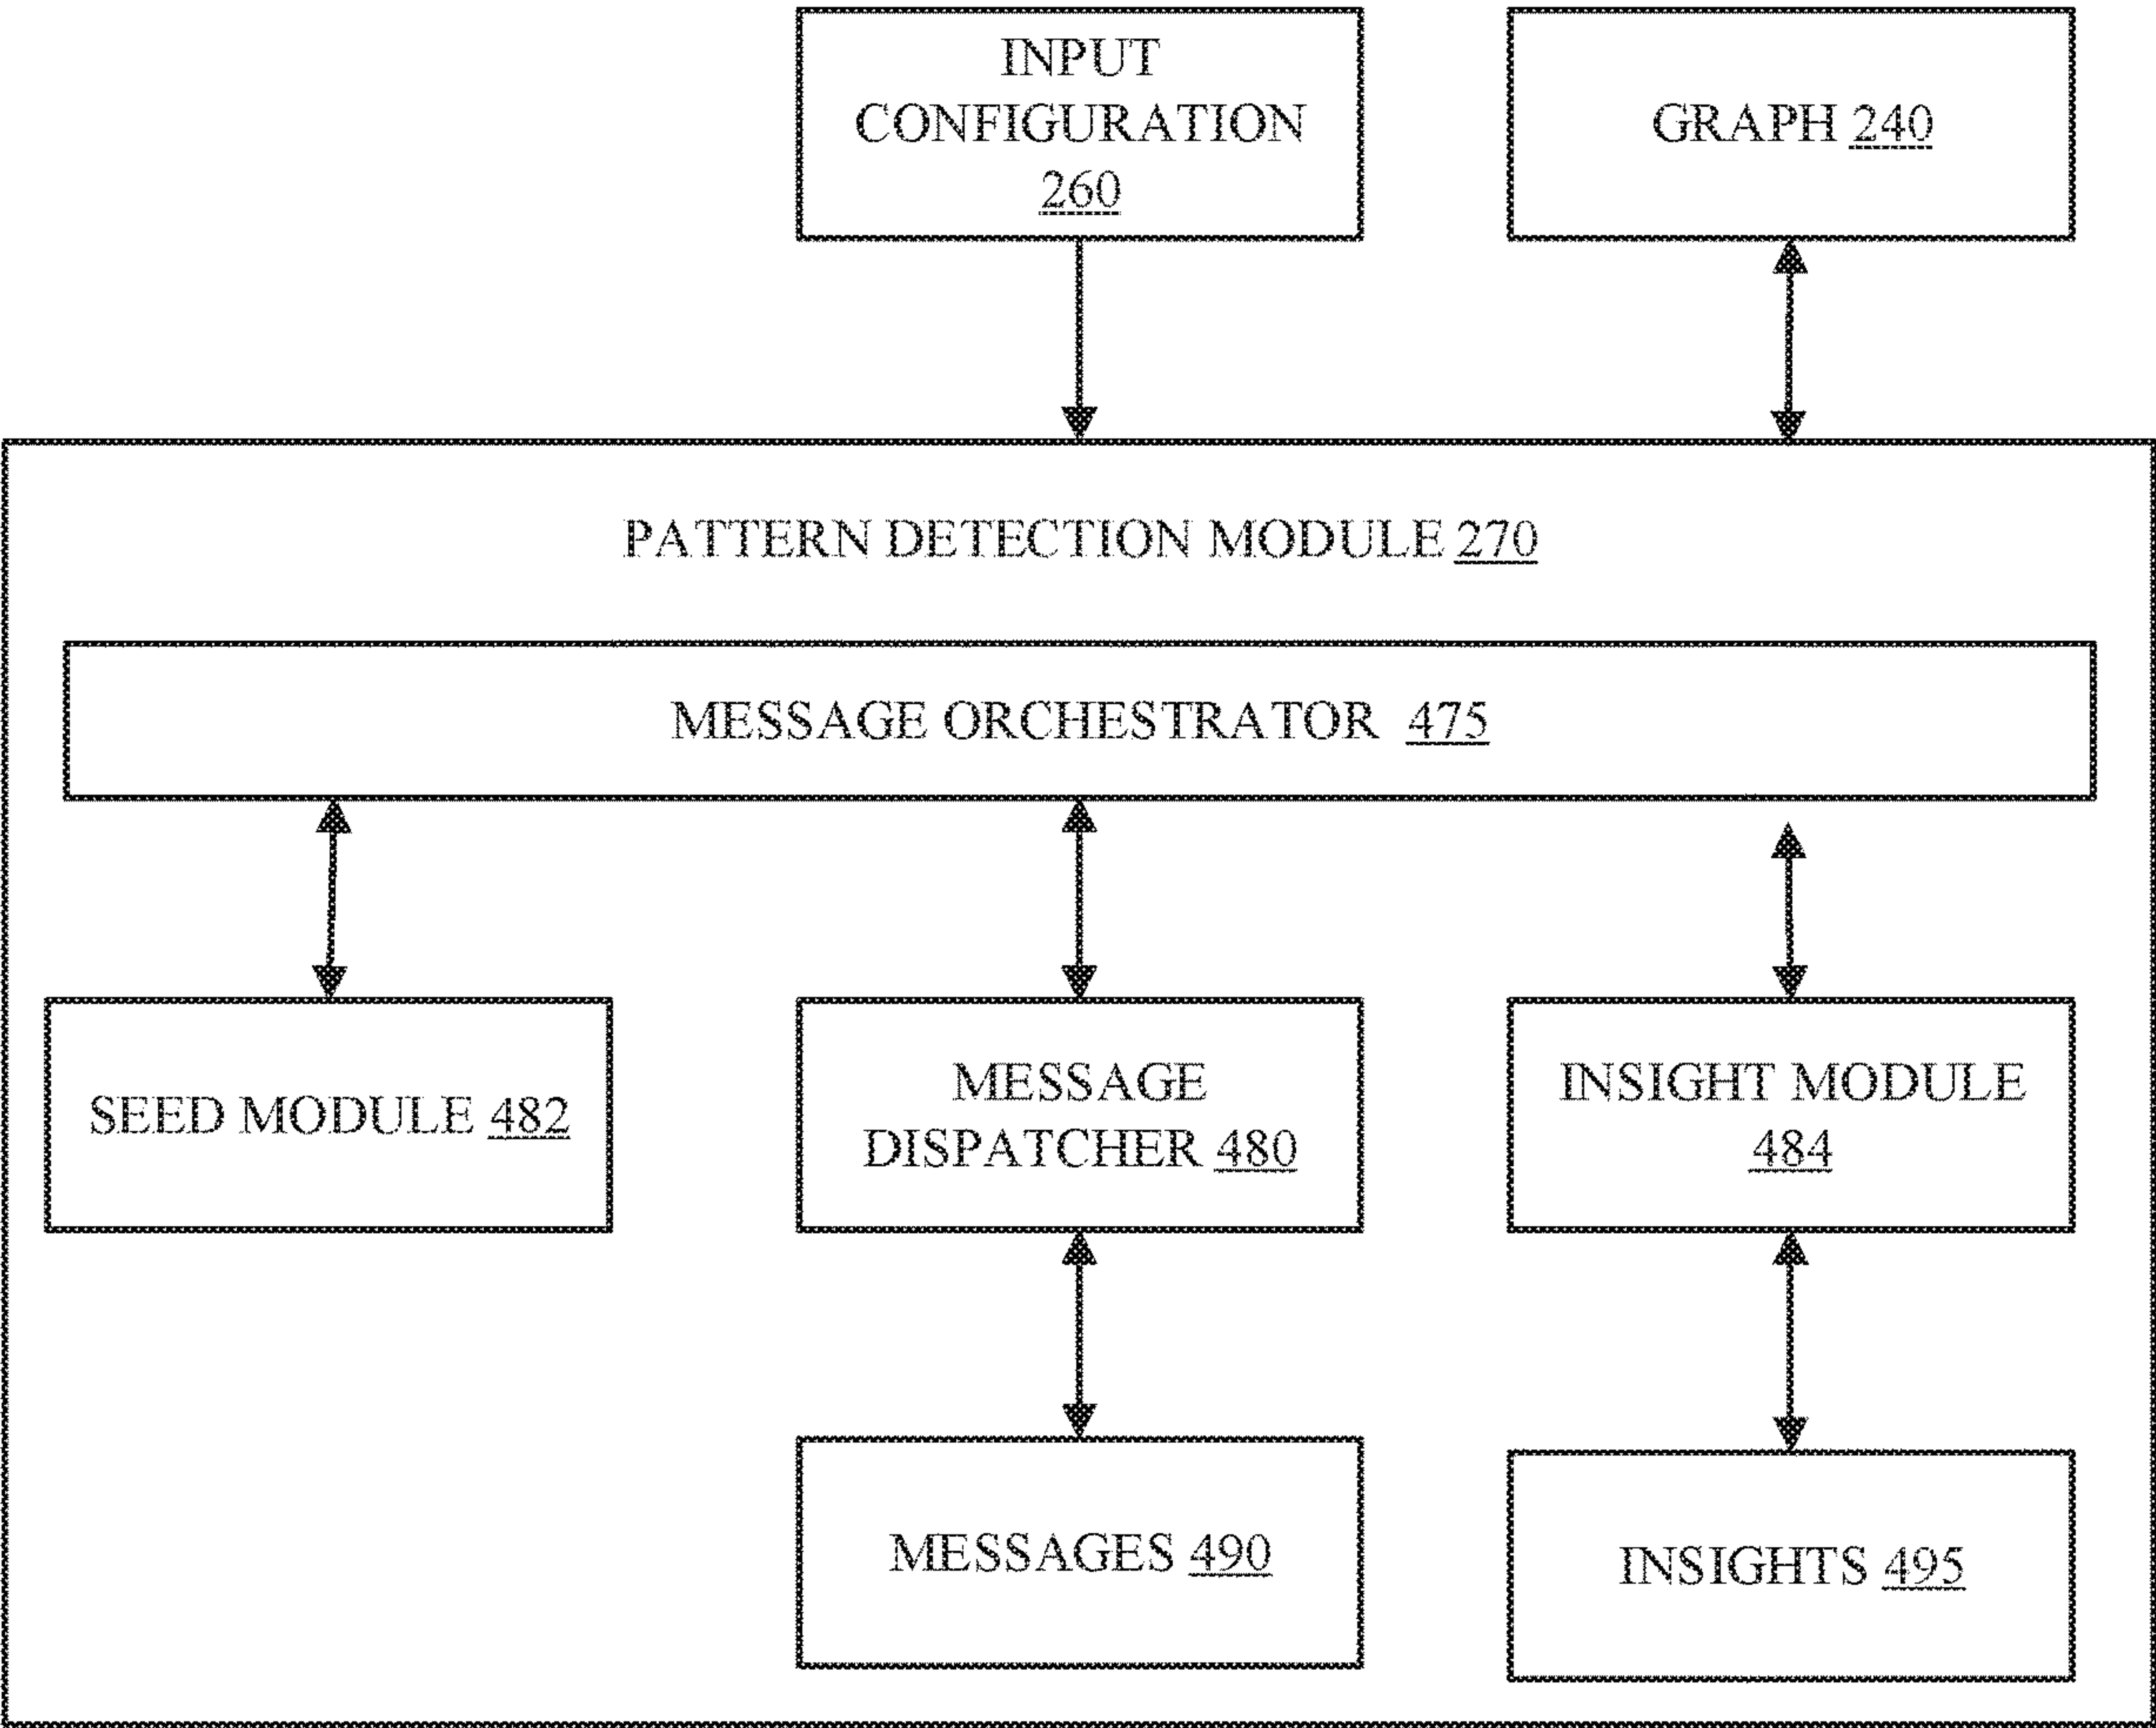 INPUT
CONFIGURATION
260
GRAPH 240
PATTERN DETECTION MODULE 270
MESSAGE ORCHESTRATOR 475
SEED MODULE 482
MESSAGE
DISPATCHER 480
INSIGHT MODULE
484
MESSAGES 490
INSIGHTS 495